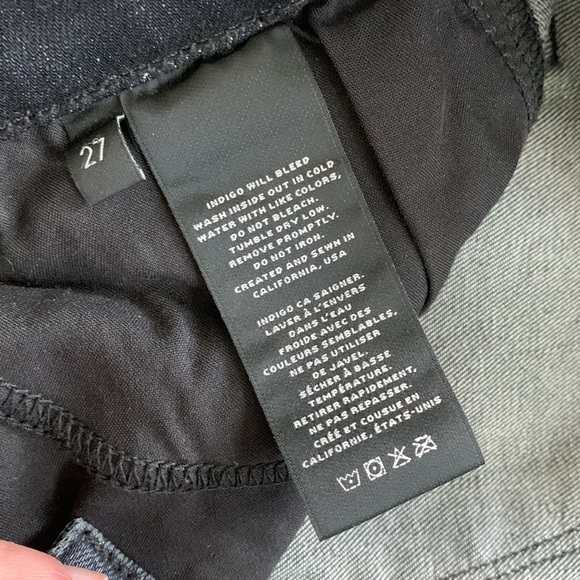 27
INDIGO WILL BLEED
WASH INSIDE OUT IN COLD
WATER WITH LIKE COLORS,
DO NOT BLEACH.
TUMBLE DRY LOW.
REMOVE PROMPTLY.
DO NOT IRON.
CREATED AND SEWN IN
CALIFORNIA, USA
INDIGO ÇA SAIGNER.
LAVER À L'ENVERS
DANS L'EAU
FROIDE AVEC DES
COULEURS SEMBLABLES,
NE PAS UTILISER
DE JAVEL.
SÉCHER À BASSE
TEMPÉRATURE.
RETIRER RAPIDEMENT,
NE PAS REPASSER.
CRÉÉ ET COUSUE EN
CALIFORNIE, ÉTATS-UNIS